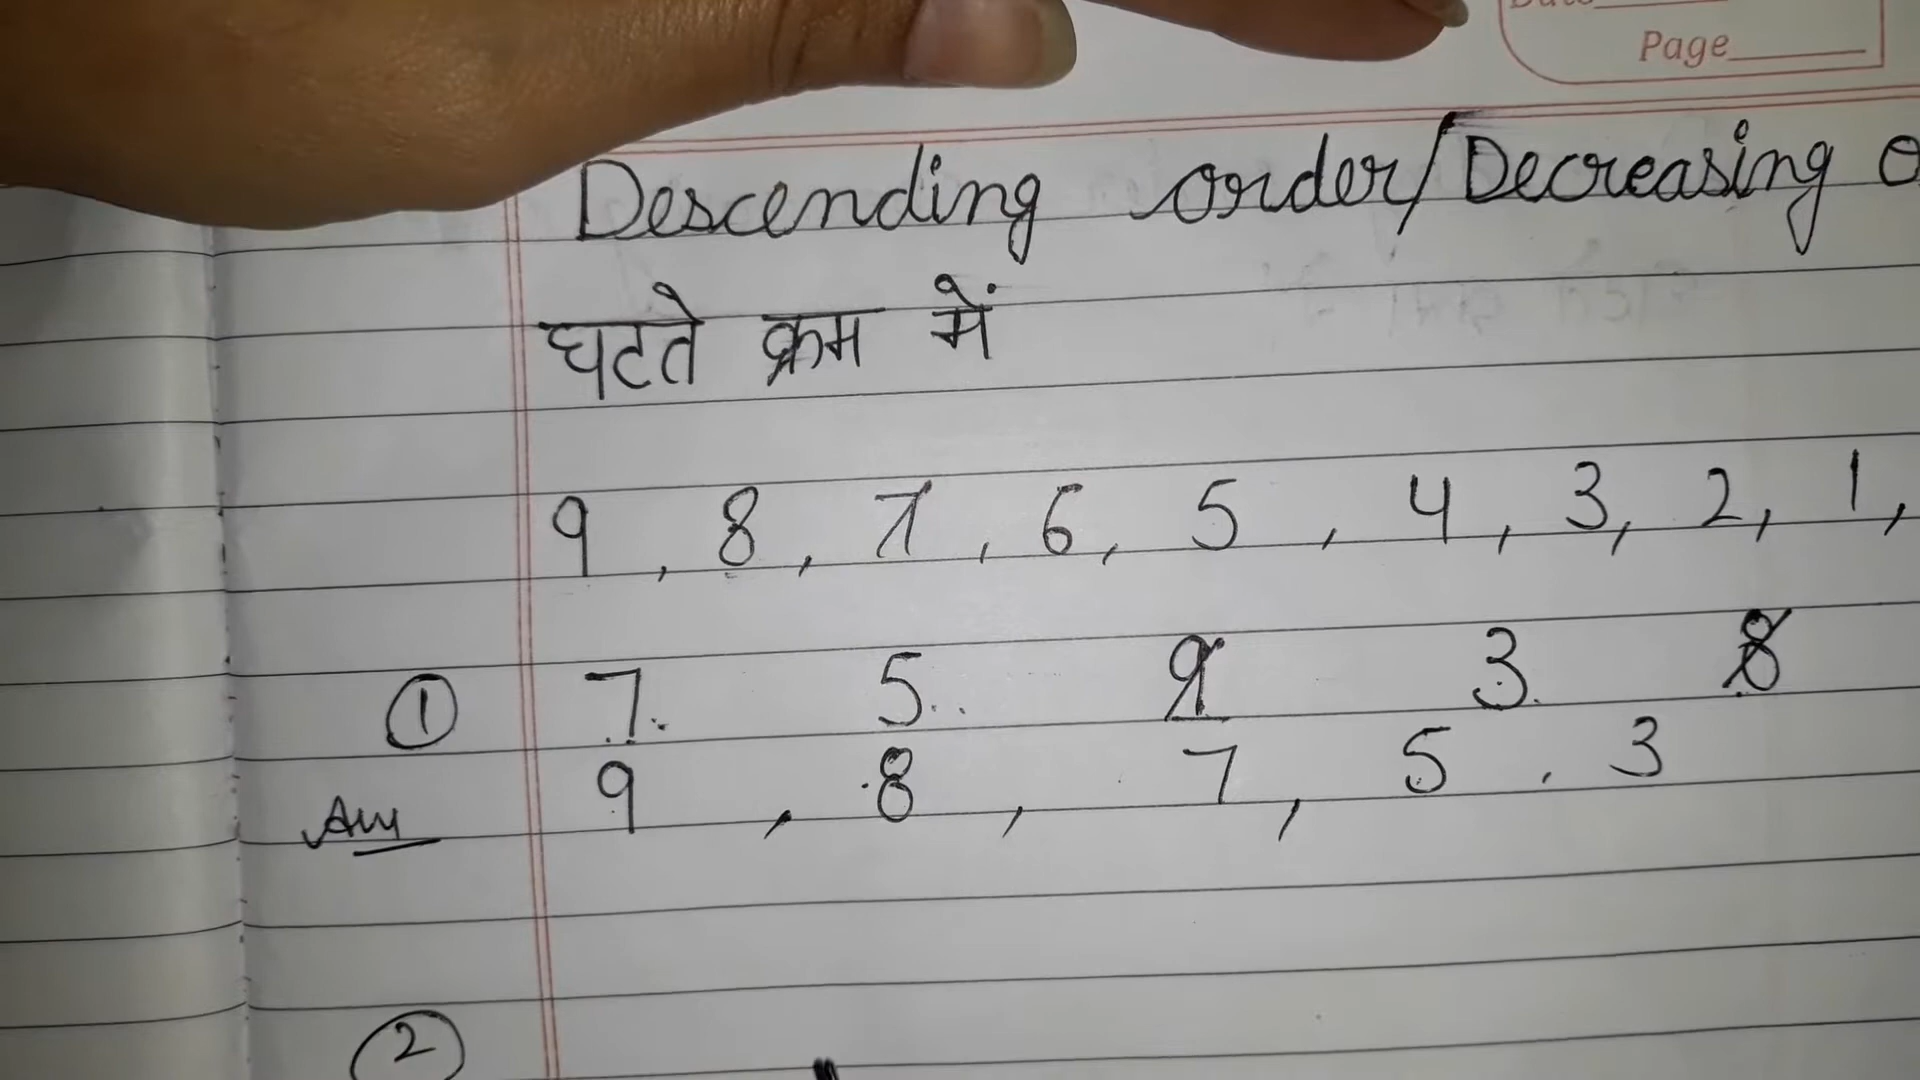 Page
Descending order/Decreasing
घटते क्रम में
9, 8, 7, 6, 5, 4, 3, 2, 1,
① 7 5 9 3 8
Ans 9, 8, 7, 5, 3
②